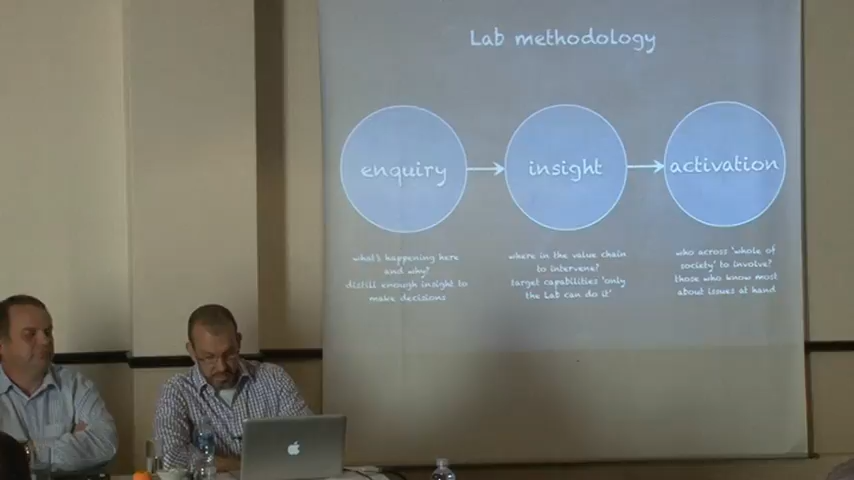 Lab methodology
enquiry
insight
activation
what's happening here
and why?
distill enough insight to
make decisions
where in the value chain
to intervene?
target capabilities 'only
the Lab can do it'
who across 'whole of
society' to involve?
those who know most
about issues at hand